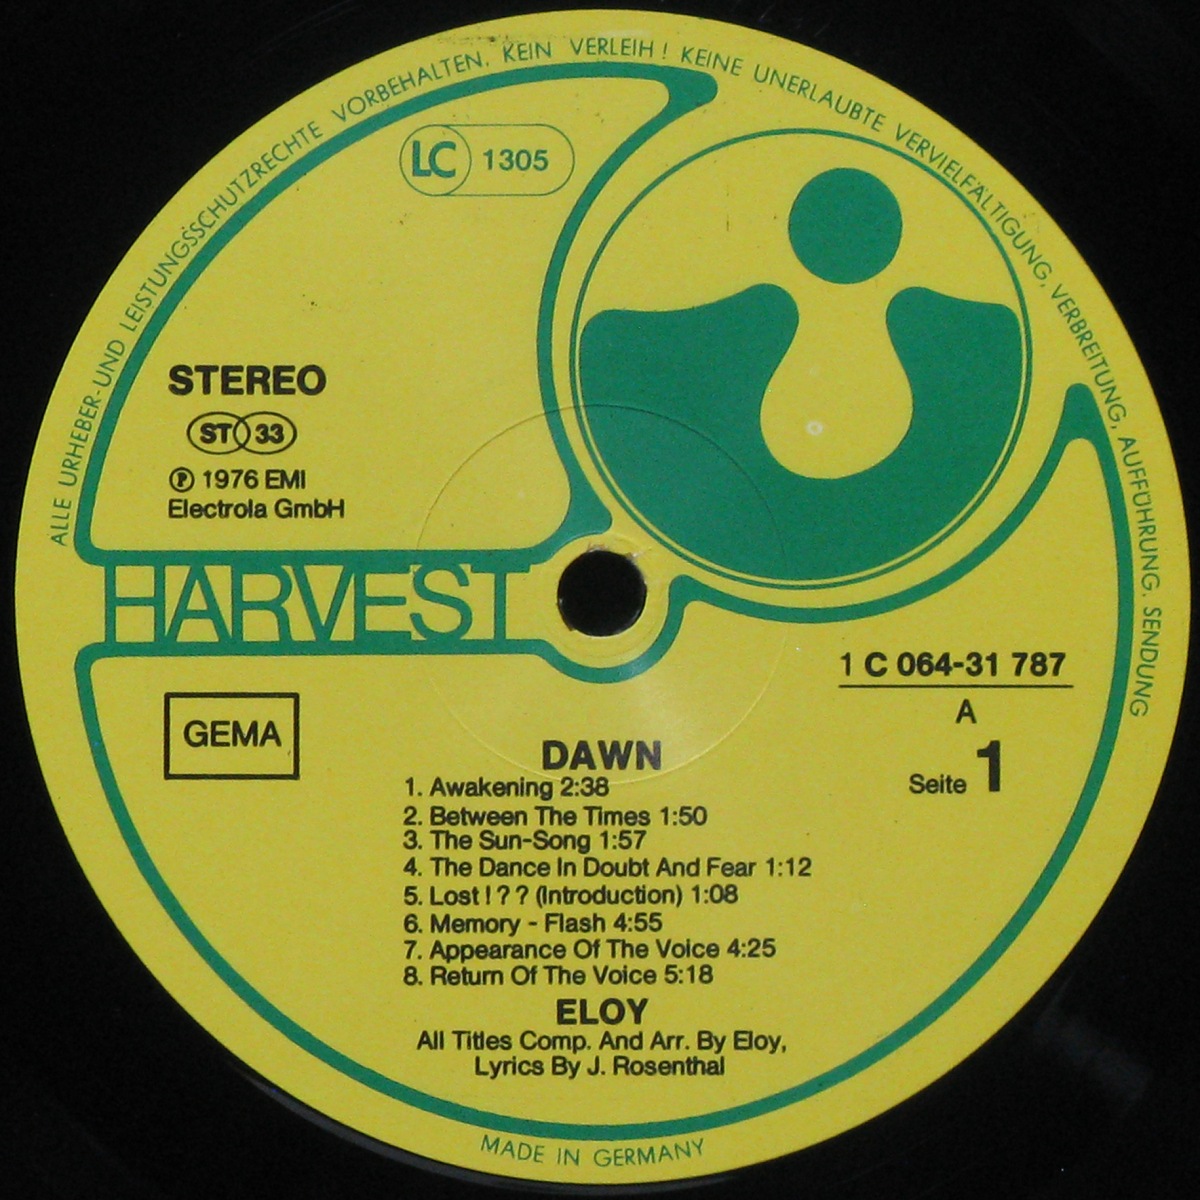 ALLE URHEBER- UND LEISTUNGSSCHUTZRECHTE VORBEHALTEN. KEIN VERLEIH! KEINE UNERLAUBTE VERVIELFÄLTIGUNG, VERBREITUNG, AUFFÜHRUNG, SENDUNG
LC 1305
STEREO
ST 33
Ⓟ 1976 EMI
Electrola GmbH
HARVEST
1 C 064-31 787
A
Seite 1
GEMA
DAWN
1. Awakening 2:38
2. Between The Times 1:50
3. The Sun-Song 1:57
4. The Dance In Doubt And Fear 1:12
5. Lost!?? (Introduction) 1:08
6. Memory - Flash 4:55
7. Appearance Of The Voice 4:25
8. Return Of The Voice 5:18
ELOY
All Titles Comp. And Arr. By Eloy,
Lyrics By J. Rosenthal
MADE IN GERMANY